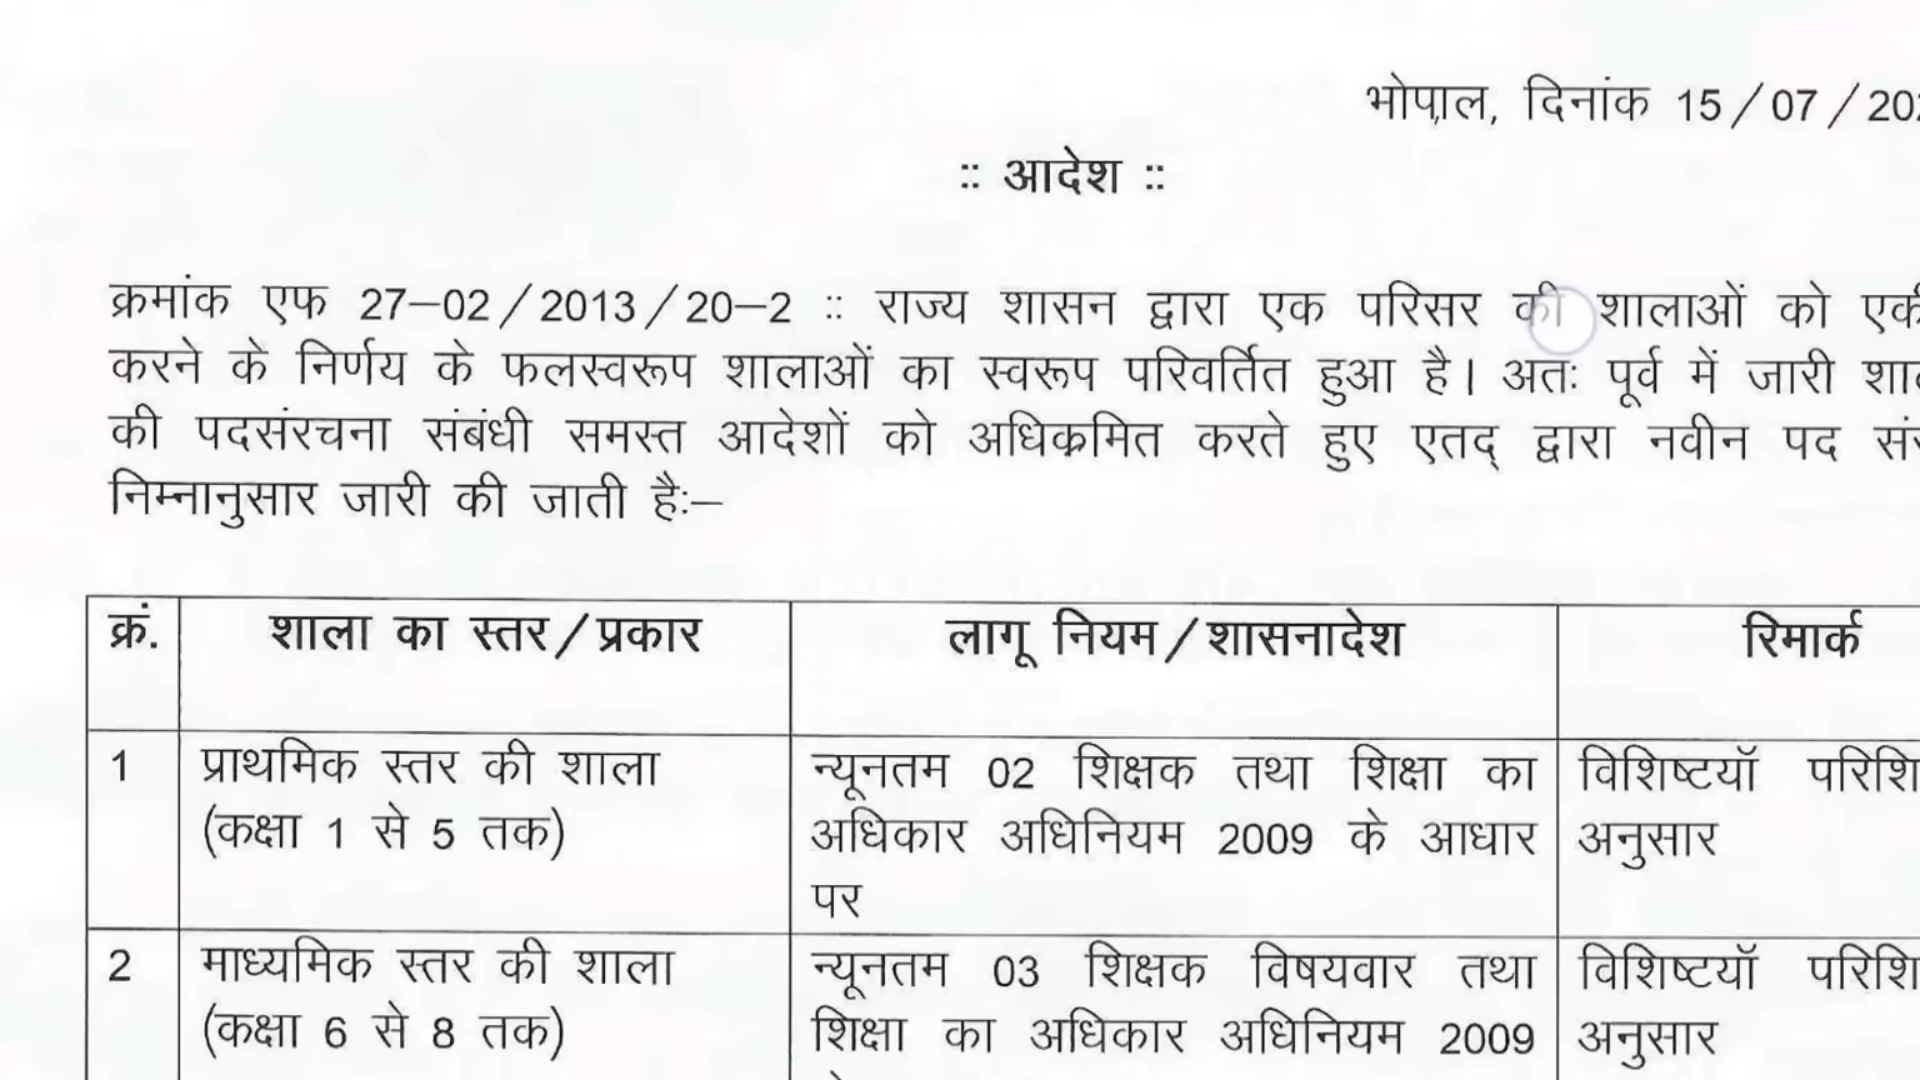 भोपाल, दिनांक 15/07/20
:: आदेश ::
क्रमांक एफ 27–02/2013/20–2 :: राज्य शासन द्वारा एक परिसर की शालाओं को
करने के निर्णय के फलस्वरूप शालाओं का स्वरूप परिवर्तित हुआ है। अतः पूर्व में जारी
की पदसंरचना संबंधी समस्त आदेशों को अधिक्रमित करते हुए एतद् द्वारा नवीन पद
निम्नानुसार जारी की जाती है:–
क्रं. शाला का स्तर/प्रकार लागू नियम/शासनादेश रिमार्क
1 प्राथमिक स्तर की शाला न्यूनतम 02 शिक्षक तथा शिक्षा का विशिष्टयॉ
(कक्षा 1 से 5 तक) अधिकार अधिनियम 2009 के आधार अनुसार
पर
2 माध्यमिक स्तर की शाला न्यूनतम 03 शिक्षक विषयवार तथा विशिष्टयॉ
(कक्षा 6 से 8 तक) शिक्षा का अधिकार अधिनियम 2009 अनुसार